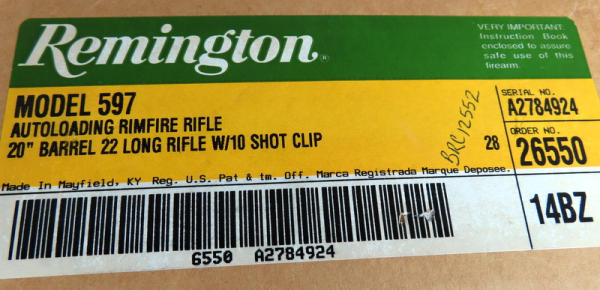 Remington®
VERY IMPORTANT:
Instruction Book
enclosed to assure
safe use of this
firearm.
MODEL 597
AUTOLOADING RIMFIRE RIFLE
20" BARREL 22 LONG RIFLE W/10 SHOT CLIP
BRC12552
28
SERIAL NO.
A2784924
ORDER NO.
26550
Made In Mayfield, KY Reg. U.S. Pat & tm. Off. Marca Registrada Marque Deposee.
14BZ
6550 A2784924